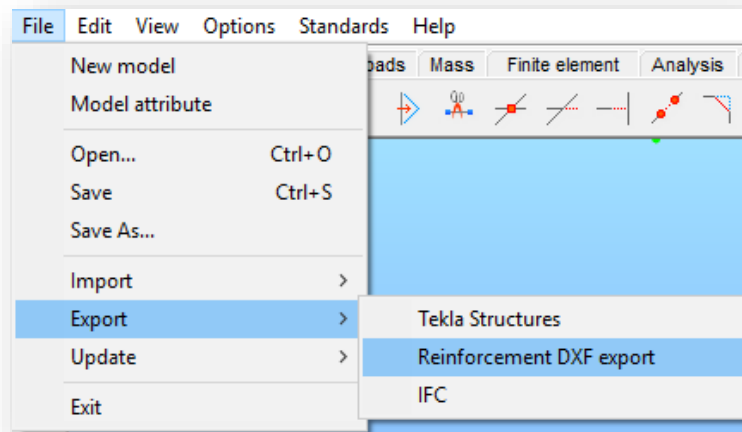 File Edit View Options Standards Help
Mass Finite element Analysis
New model
Model attribute
Open... Ctrl+O
Save Ctrl+S
Save As...
Import >
Export >
Update >
Exit
Tekla Structures
Reinforcement DXF export
IFC